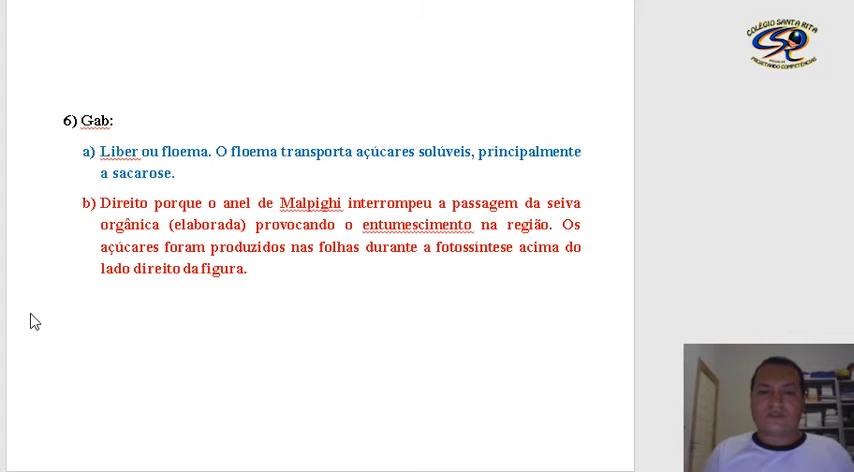 COLÉGIO SANTA RITA
PROJETANDO COMPETÊNCIAS
6) Gab:
a) Liber ou floema. O floema transporta açúcares solúveis, principalmente
a sacarose.
b) Direito porque o anel de Malpighi interrompeu a passagem da seiva
orgânica (elaborada) provocando o entumescimento na região. Os
açúcares foram produzidos nas folhas durante a fotossíntese acima do
lado direito da figura.